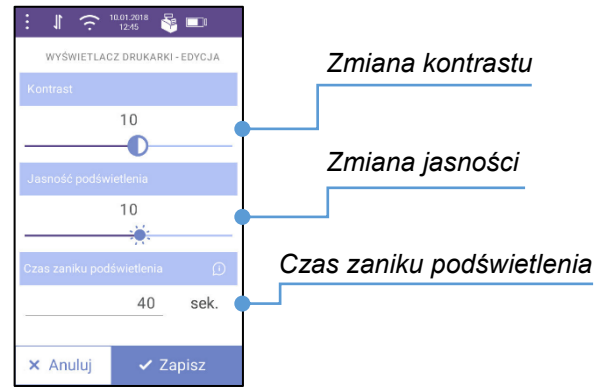 10.01.2018
12:45
WYŚWIETLACZ DRUKARKI - EDYCJA
Kontrast
10
Jasność podświetlenia
10
Czas zaniku podświetlenia
40 sek.
Anuluj
Zapisz
Zmiana kontrastu
Zmiana jasności
Czas zaniku podświetlenia